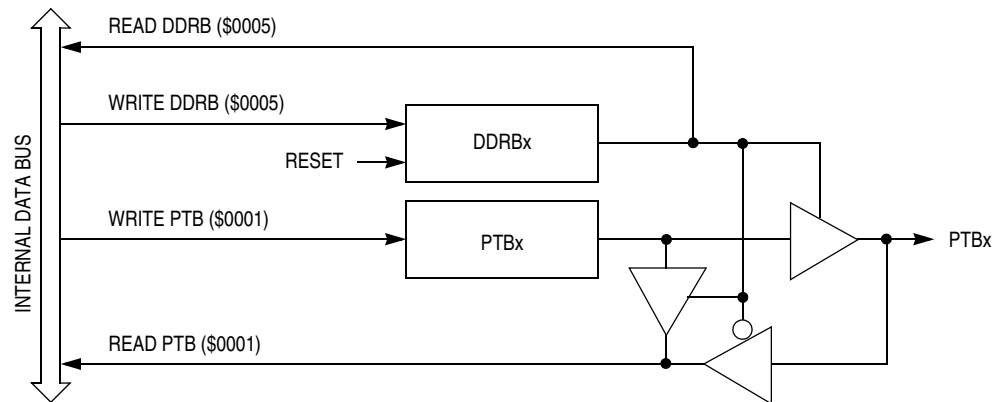 READ DDRB ($0005)
WRITE DDRB ($0005)
DDRBx
RESET
INTERNAL DATA BUS
WRITE PTB ($0001)
PTBx
PTBx
READ PTB ($0001)